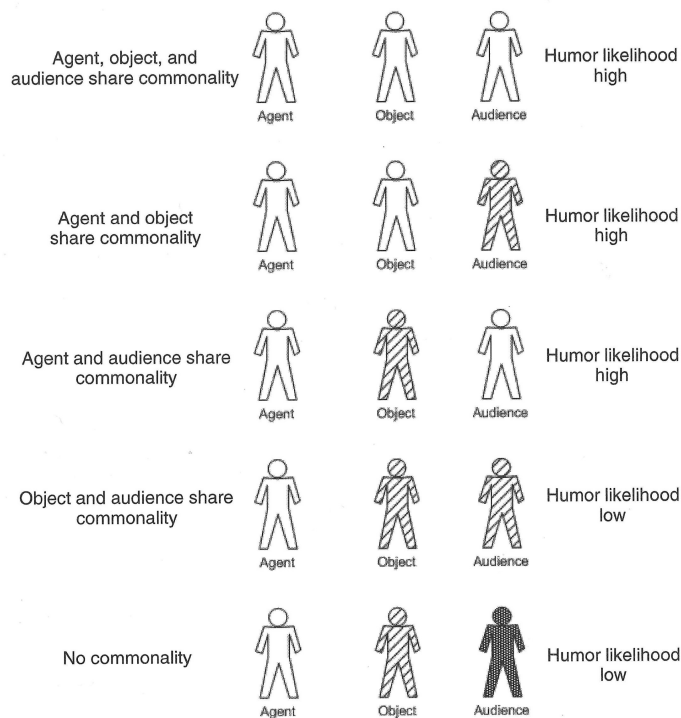 Agent, object, and
audience share commonality
Agent
Object
Audience
Humor likelihood
high
Agent and object
share commonality
Agent
Object
Audience
Humor likelihood
high
Agent and audience share
commonality
Agent
Object
Audience
Humor likelihood
high
Object and audience share
commonality
Agent
Object
Audience
Humor likelihood
low
No commonality
Agent
Object
Audience
Humor likelihood
low